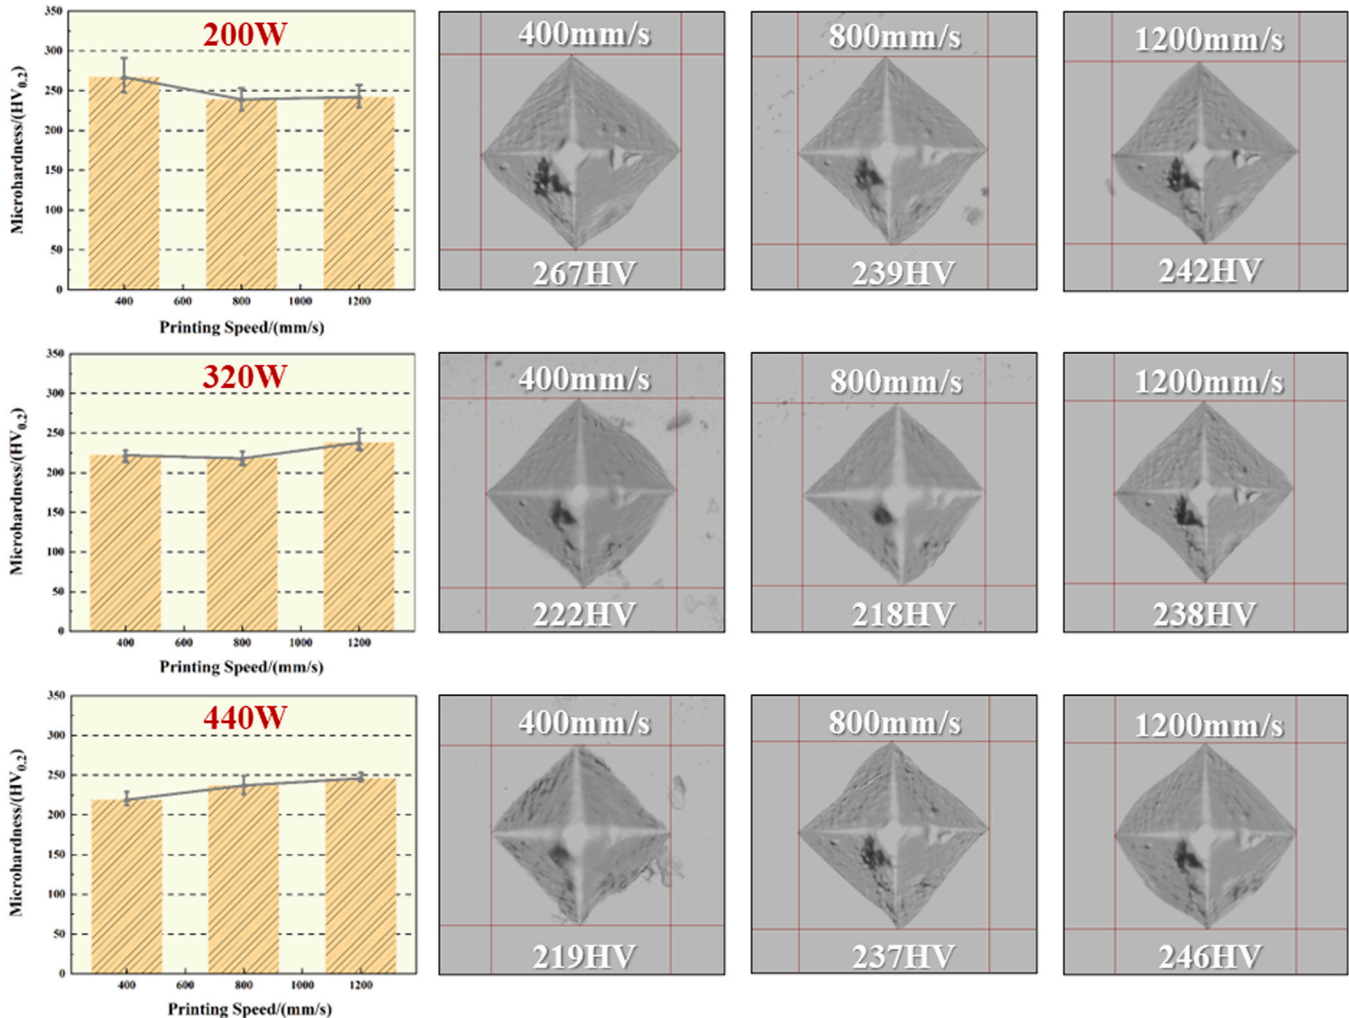 200W
Microhardness/(HV0.2)
350
300
250
200
150
100
50
0
400 600 800 1000 1200
Printing Speed/(mm/s)
400mm/s
267HV
800mm/s
239HV
1200mm/s
242HV
320W
Microhardness/(HV0.2)
350
300
250
200
150
100
50
0
400 600 800 1000 1200
Printing Speed/(mm/s)
400mm/s
222HV
800mm/s
218HV
1200mm/s
238HV
440W
Microhardness/(HV0.2)
350
300
250
200
150
100
50
0
400 600 800 1000 1200
Printing Speed/(mm/s)
400mm/s
219HV
800mm/s
237HV
1200mm/s
246HV